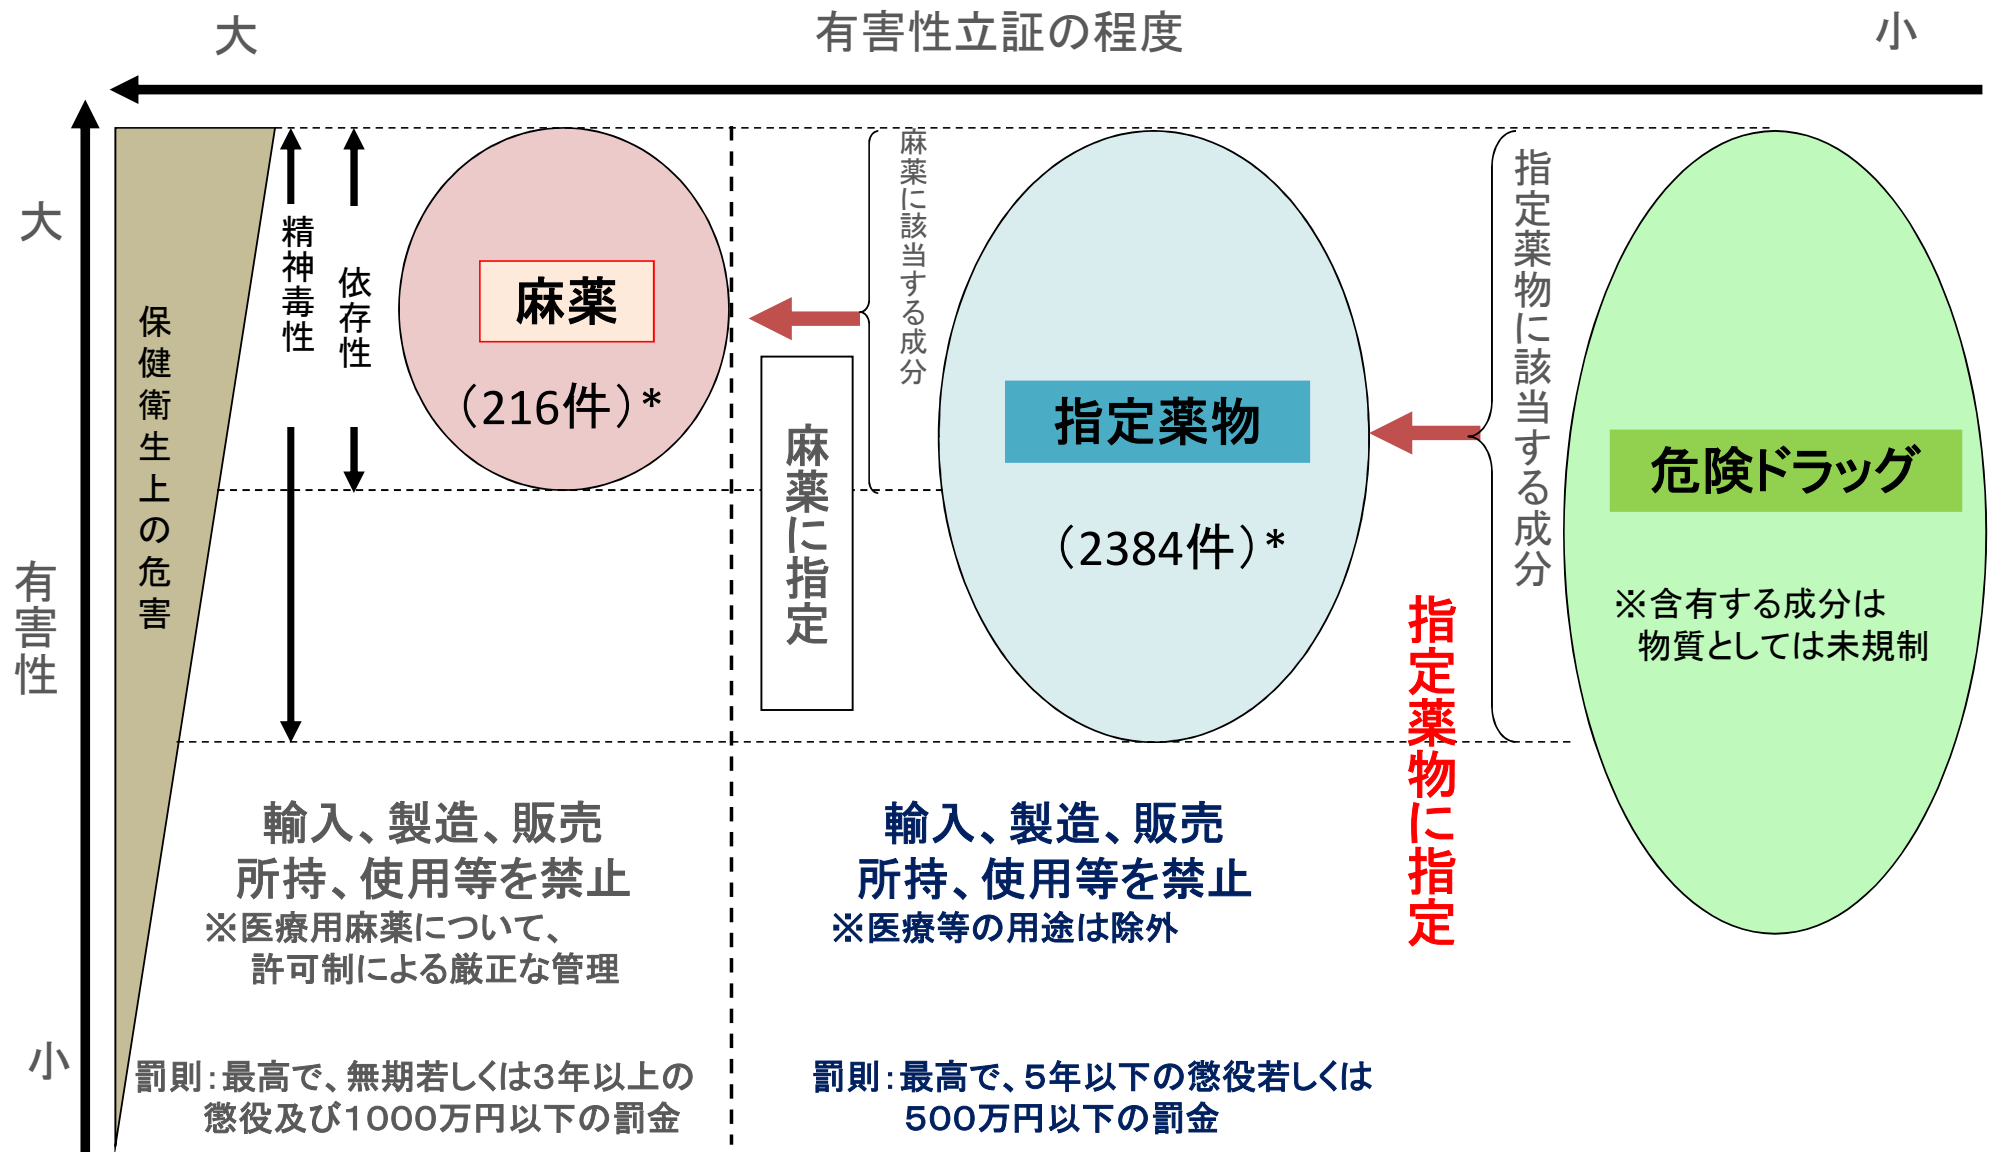 大
有害性立証の程度
小
大
有害性
小
保健衛生上の危害
精神毒性
依存性
麻薬
（216件）*
麻薬に該当する成分
麻薬に指定
指定薬物
（2384件）*
指定薬物に該当する成分
指定薬物に指定
危険ドラッグ
※含有する成分は
物質としては未規制
輸入、製造、販売
所持、使用等を禁止
※医療用麻薬について、
許可制による厳正な管理
罰則：最高で、無期若しくは３年以上の
懲役及び１０００万円以下の罰金
輸入、製造、販売
所持、使用等を禁止
※医療等の用途は除外
罰則：最高で、５年以下の懲役若しくは
５００万円以下の罰金